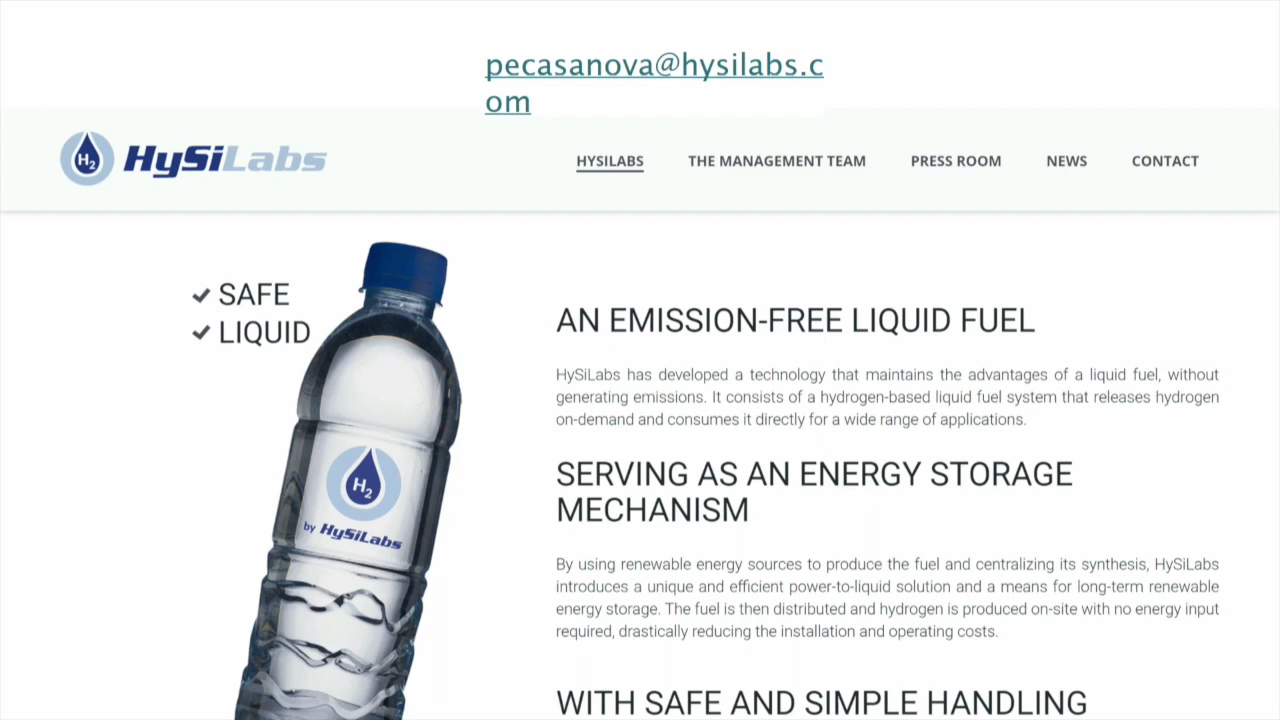 pecasanova@hysilabs.c
om
H2 HySiLabs
HYSILABS THE MANAGEMENT TEAM PRESS ROOM NEWS CONTACT
SAFE
LIQUID
H2
by HySiLabs
AN EMISSION-FREE LIQUID FUEL
HySiLabs has developed a technology that maintains the advantages of a liquid fuel, without
generating emissions. It consists of a hydrogen-based liquid fuel system that releases hydrogen
on-demand and consumes it directly for a wide range of applications.
SERVING AS AN ENERGY STORAGE
MECHANISM
By using renewable energy sources to produce the fuel and centralizing its synthesis, HySiLabs
introduces a unique and efficient power-to-liquid solution and a means for long-term renewable
energy storage. The fuel is then distributed and hydrogen is produced on-site with no energy input
required, drastically reducing the installation and operating costs.
WITH SAFE AND SIMPLE HANDLING